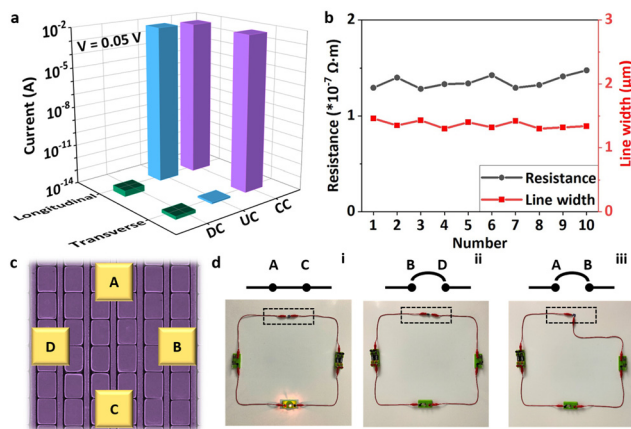 a
V = 0.05 V
Current (A)
10⁻²
10⁻⁵
10⁻⁸
10⁻¹¹
10⁻¹⁴
Longitudinal
Transverse
DC
UC
CC
b
Resistance (*10⁻⁷ Ω·m)
2
1
0
Line width (μm)
3
2
1
0
Resistance
Line width
1 2 3 4 5 6 7 8 9 10
Number
c
A
D
B
C
d
A C
i
B D
ii
A B
iii